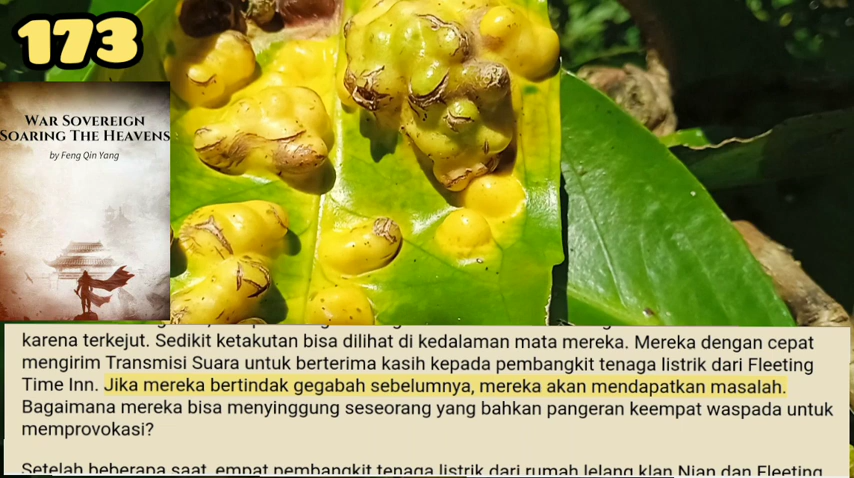 173
WAR SOVEREIGN
SOARING THE HEAVENS
by Feng Qin Yang
karena terkejut. Sedikit ketakutan bisa dilihat di kedalaman mata mereka. Mereka dengan cepat
mengirim Transmisi Suara untuk berterima kasih kepada pembangkit tenaga listrik dari Fleeting
Time Inn. Jika mereka bertindak gegabah sebelumnya, mereka akan mendapatkan masalah.
Bagaimana mereka bisa menyinggung seseorang yang bahkan pangeran keempat waspada untuk
memprovokasi?
Setelah beberapa saat, empat pembangkit tenaga listrik dari rumah lelang klan Nian dan Fleeting